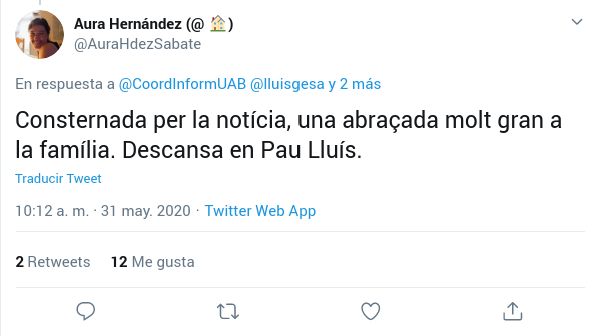 Aura Hernández (@ 🏡)
@AuraHdezSabate
En respuesta a @CoordInformUAB @lluisgesa y 2 más
Consternada per la notícia, una abraçada molt gran a
la família. Descansa en Pau Lluís.
Traducir Tweet
10:12 a. m. · 31 may. 2020 · Twitter Web App
2 Retweets 12 Me gusta